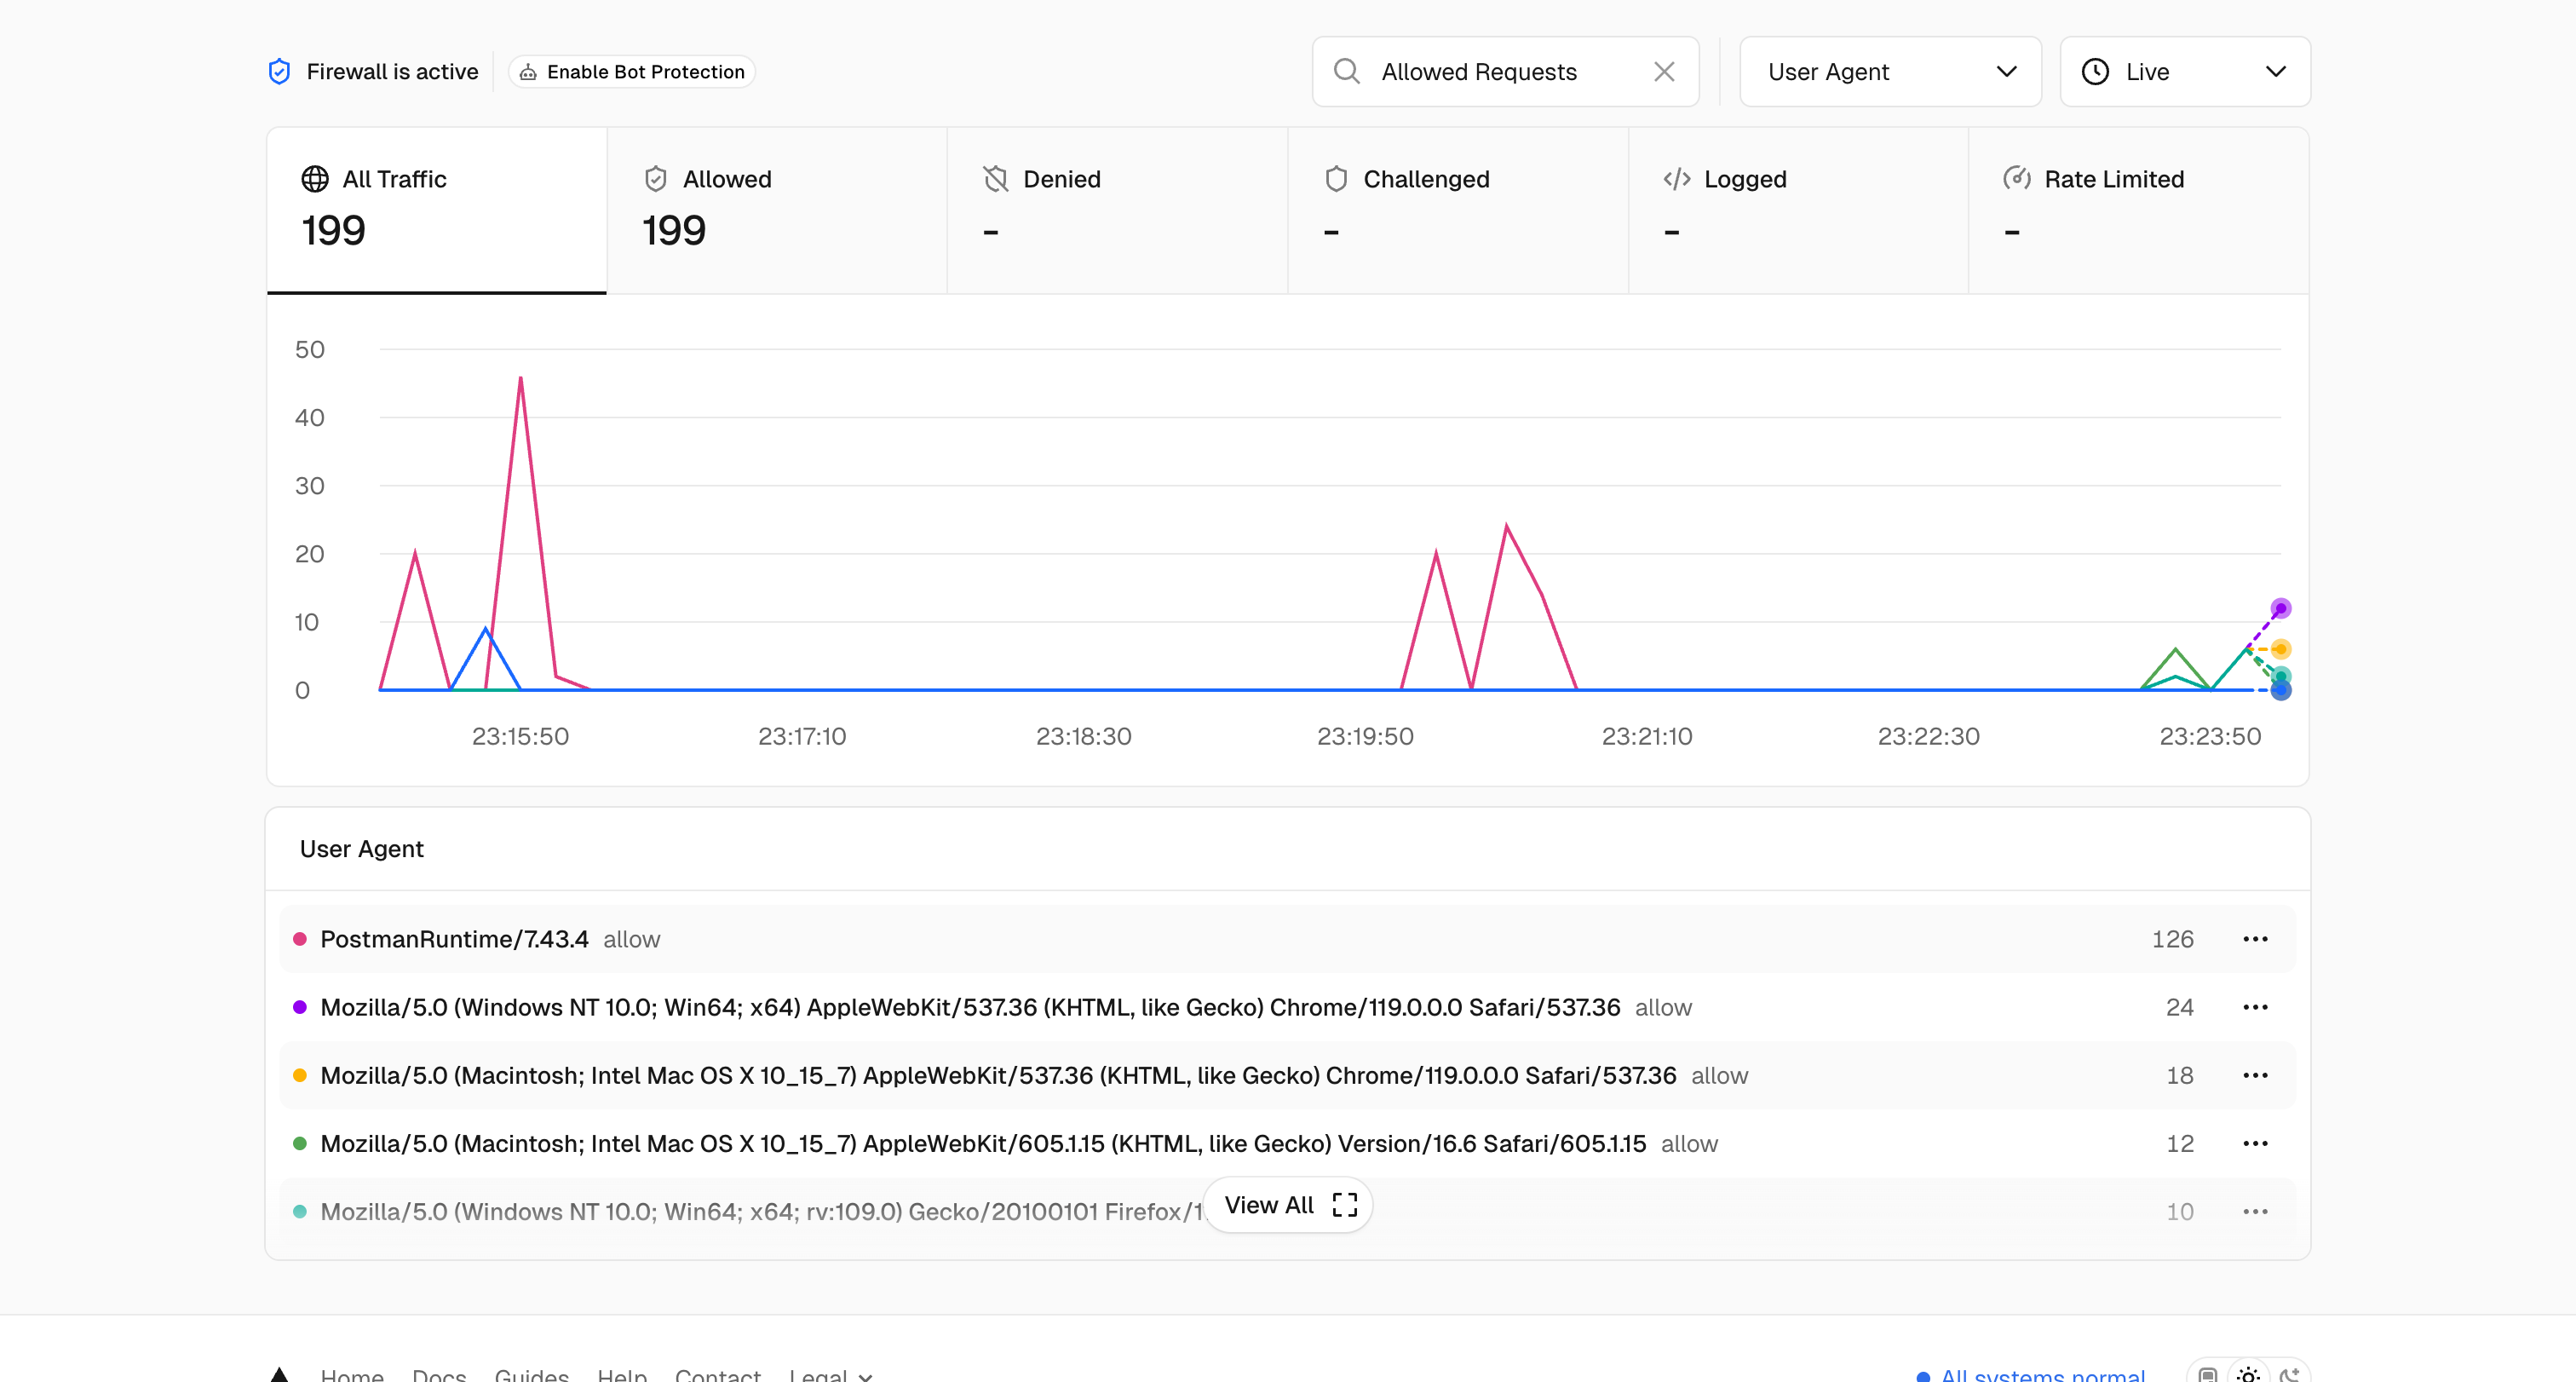 Firewall is active
Enable Bot Protection
Allowed Requests
User Agent
Live
All Traffic
199
Allowed
199
Denied
-
Challenged
-
Logged
-
Rate Limited
-
50
40
30
20
10
0
23:15:50 23:17:10 23:18:30 23:19:50 23:21:10 23:22:30 23:23:50
User Agent
PostmanRuntime/7.43.4 allow 126
Mozilla/5.0 (Windows NT 10.0; Win64; x64) AppleWebKit/537.36 (KHTML, like Gecko) Chrome/119.0.0.0 Safari/537.36 allow 24
Mozilla/5.0 (Macintosh; Intel Mac OS X 10_15_7) AppleWebKit/537.36 (KHTML, like Gecko) Chrome/119.0.0.0 Safari/537.36 allow 18
Mozilla/5.0 (Macintosh; Intel Mac OS X 10_15_7) AppleWebKit/605.1.15 (KHTML, like Gecko) Version/16.6 Safari/605.1.15 allow 12
Mozilla/5.0 (Windows NT 10.0; Win64; x64; rv:109.0) Gecko/20100101 Firefox/1 10
View All
Home Docs Guides Help Contact Legal
All systems normal